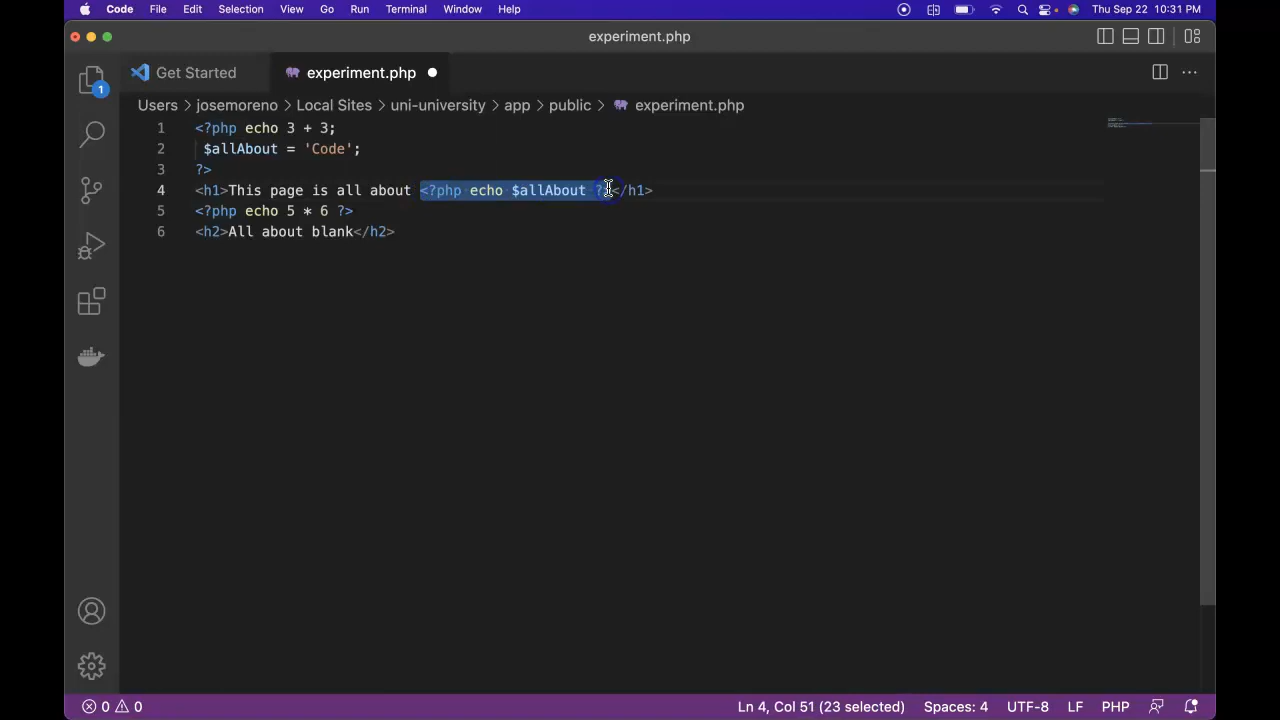 Code File Edit Selection View Go Run Terminal Window Help Thu Sep 22 10:31 PM
experiment.php
Get Started experiment.php
Users > josemoreno > Local Sites > uni-university > app > public > experiment.php
1 <?php echo 3 + 3;
2 $allAbout = 'Code';
3 ?>
4 <h1>This page is all about <?php echo $allAbout ?></h1>
5 <?php echo 5 * 6 ?>
6 <h2>All about blank</h2>
1
0 0 Ln 4, Col 51 (23 selected) Spaces: 4 UTF-8 LF PHP